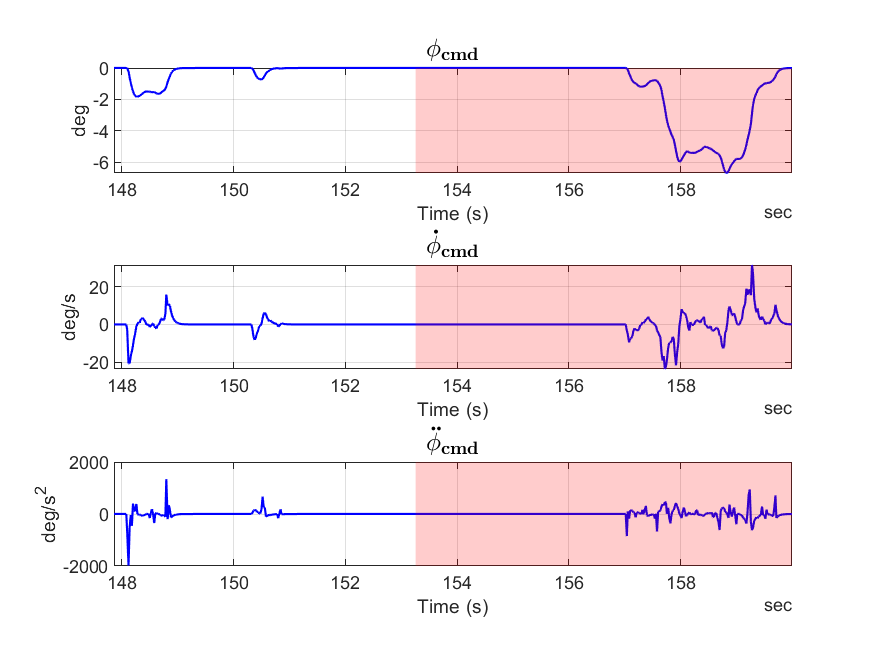 ϕcmd
0
-2
-4
-6
deg
148 150 152 154 156 158
Time (s)
sec
ϕ̇cmd
20
0
-20
deg/s
148 150 152 154 156 158
Time (s)
sec
ϕ̈cmd
2000
0
-2000
deg/s²
148 150 152 154 156 158
Time (s)
sec